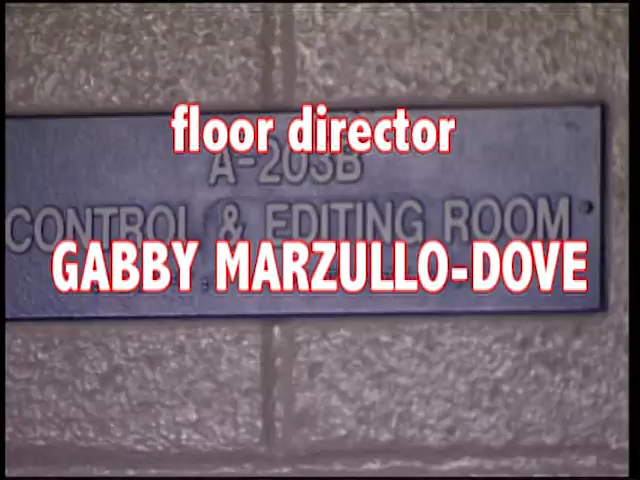 floor director
A-203B
CONTROL & EDITING ROOM
GABBY MARZULLO-DOVE